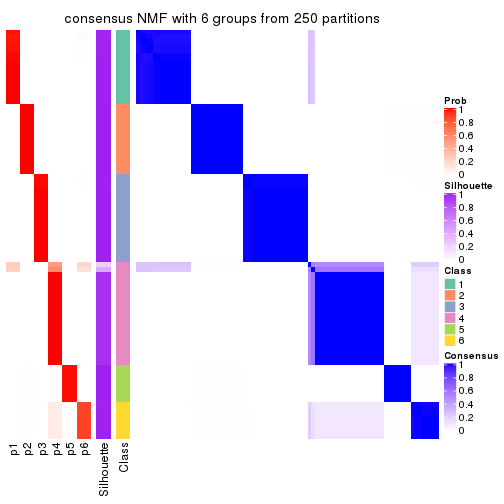 consensus NMF with 6 groups from 250 partitions
Prob
1
0.8
0.6
0.4
0.2
0
Silhouette
1
0.8
0.6
0.4
0.2
0
Class
1
2
3
4
5
6
Consensus
1
0.8
0.6
0.4
0.2
0
p1
p2
p3
p4
p5
p6
Silhouette
Class